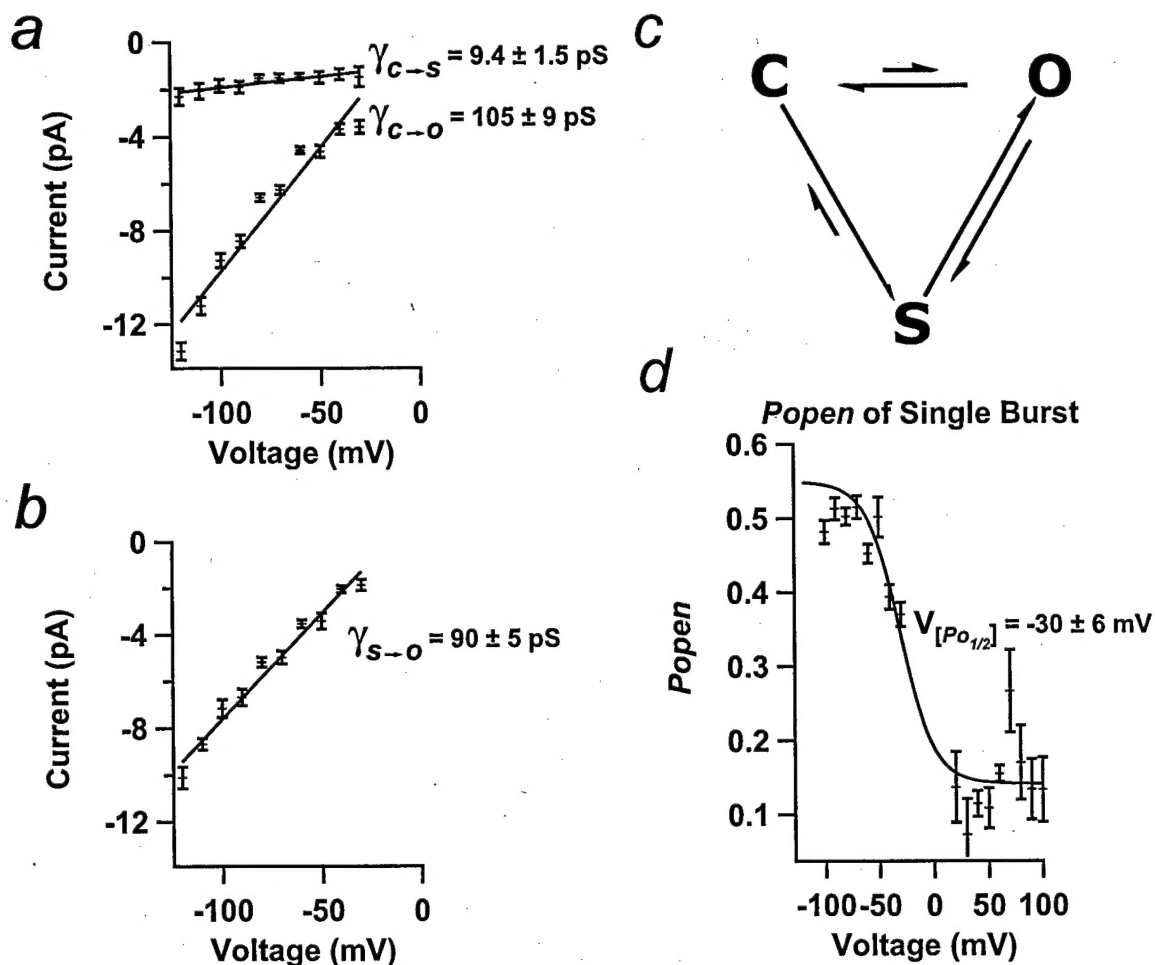 a
0
-4
-8
-12
Current (pA)
-100 -50 0
Voltage (mV)
γC→S = 9.4 ± 1.5 pS
γC→O = 105 ± 9 pS
b
0
-4
-8
-12
Current (pA)
-100 -50 0
Voltage (mV)
γS→O = 90 ± 5 pS
c
C O
S
d
Popen of Single Burst
0.6
0.5
0.4
0.3
0.2
0.1
Popen
V[Po1/2] = -30 ± 6 mV
-100 -50 0 50 100
Voltage (mV)